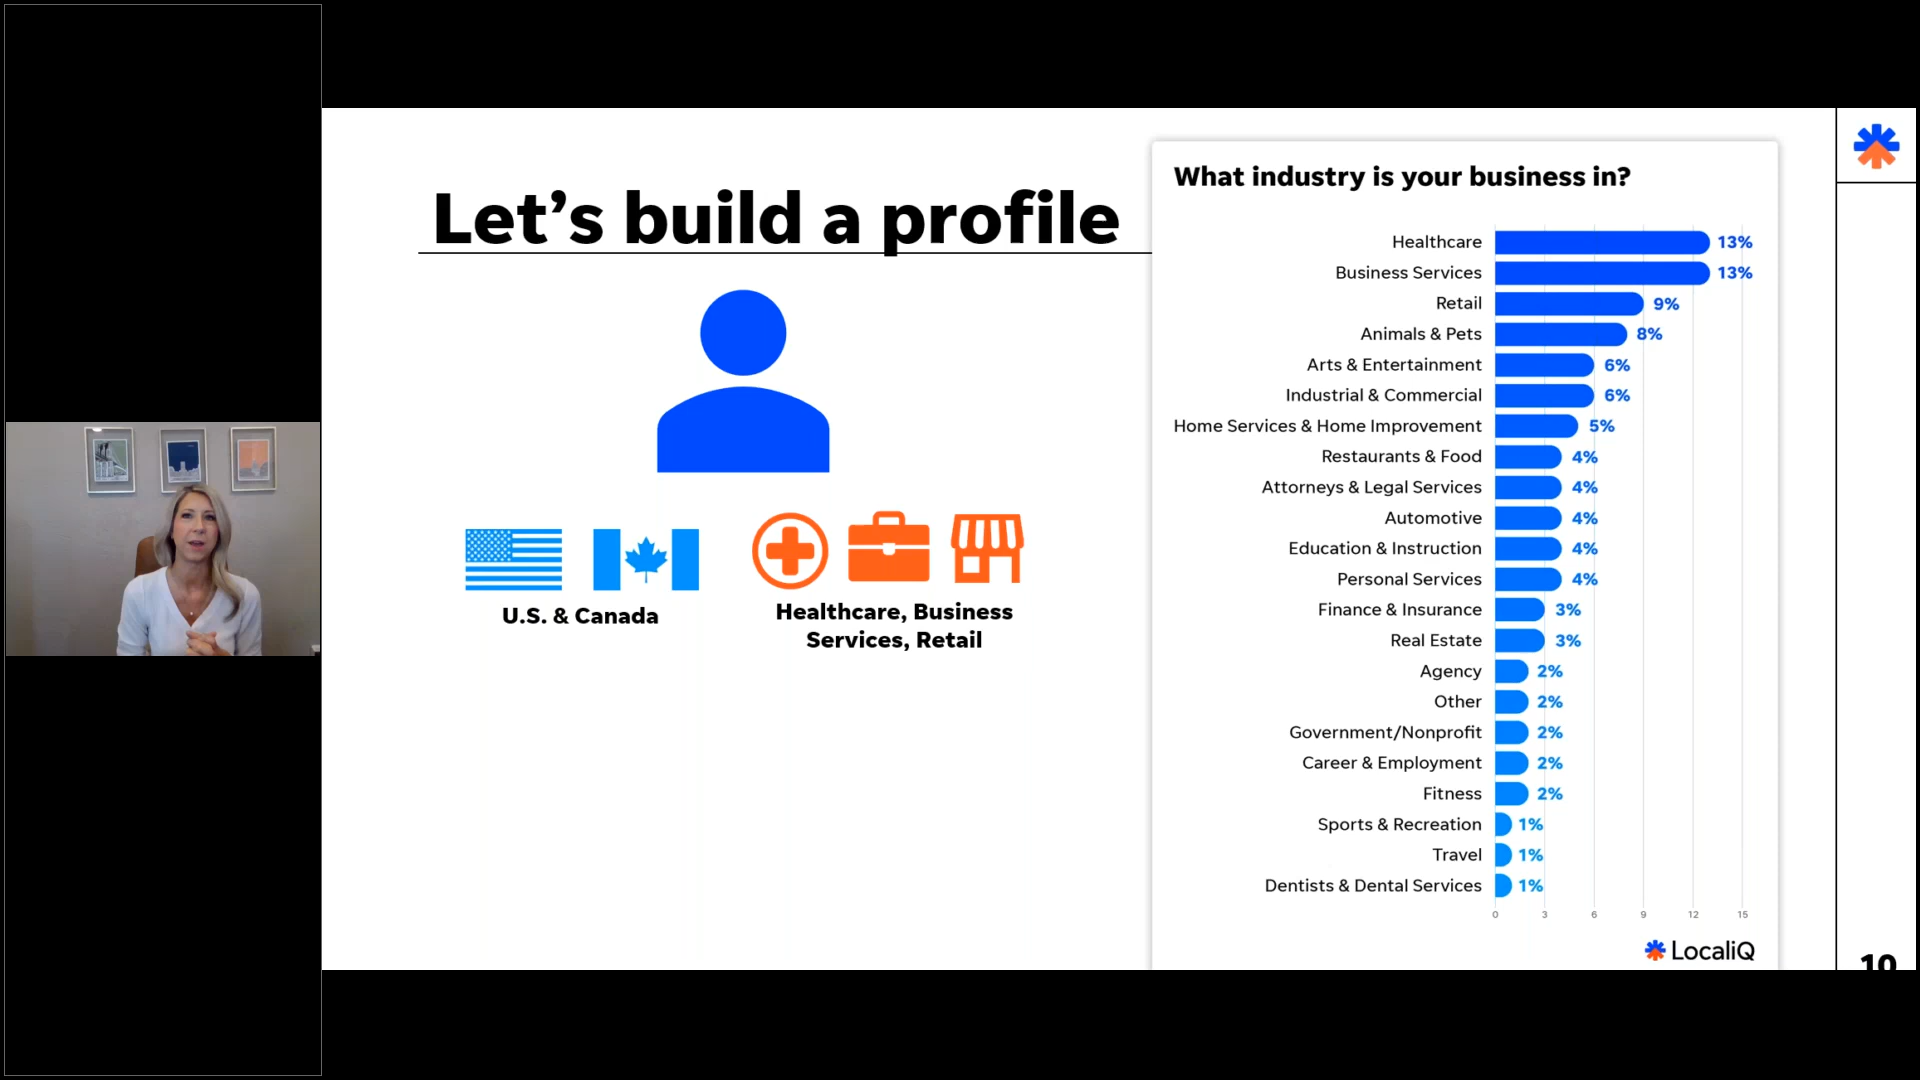 Let’s build a profile
U.S. & Canada
Healthcare, Business
Services, Retail
What industry is your business in?
Healthcare 13%
Business Services 13%
Retail 9%
Animals & Pets 8%
Arts & Entertainment 6%
Industrial & Commercial 6%
Home Services & Home Improvement 5%
Restaurants & Food 4%
Attorneys & Legal Services 4%
Automotive 4%
Education & Instruction 4%
Personal Services 4%
Finance & Insurance 3%
Real Estate 3%
Agency 2%
Other 2%
Government/Nonprofit 2%
Career & Employment 2%
Fitness 2%
Sports & Recreation 1%
Travel 1%
Dentists & Dental Services 1%
0 3 6 9 12 15
LocaliQ
10